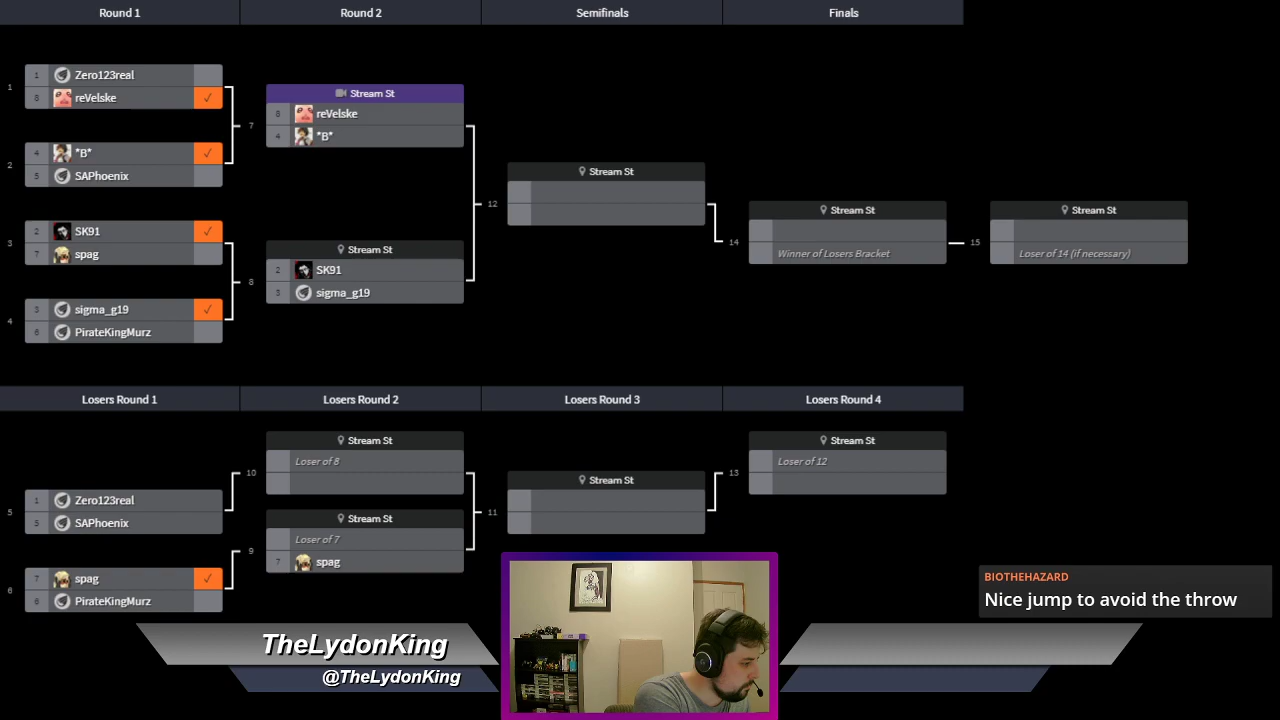 Round 1
Round 2
Semifinals
Finals
1
1 Zero123real
8 reVelske ✓
2
4 *B* ✓
5 SAPhoenix
3
2 SK91 ✓
7 spag
4
3 sigma_g19 ✓
6 PirateKingMurz
7
Stream St
8 reVelske
4 *B*
8
Stream St
2 SK91
3 sigma_g19
12
Stream St
14
Stream St
Winner of Losers Bracket
15
Stream St
Loser of 14 (if necessary)
Losers Round 1
Losers Round 2
Losers Round 3
Losers Round 4
5
1 Zero123real
5 SAPhoenix
6
7 spag ✓
6 PirateKingMurz
10
Stream St
Loser of 8
9
Stream St
Loser of 7
7 spag
11
Stream St
13
Stream St
Loser of 12
BIOTHEHAZARD
Nice jump to avoid the throw
TheLydonKing
@TheLydonKing